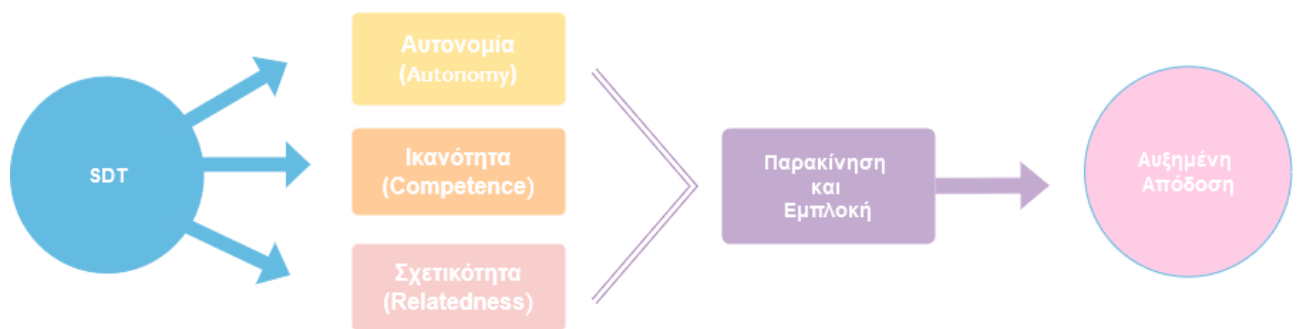 SDT
Αυτονομία
(Autonomy)
Ικανότητα
(Competence)
Σχετικότητα
(Relatedness)
Παρακίνηση
και
Εμπλοκή
Αυξημένη
Απόδοση